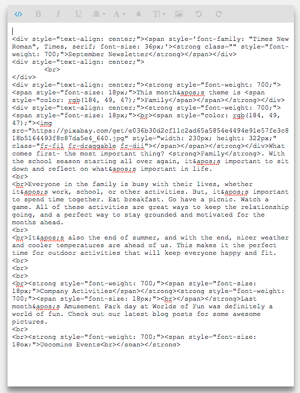 <div style="text-align: center;"><span style='font-family: "Times New
Roman", Times, serif; font-size: 36px;'><strong class="" style="font-
weight: 700;">September Newsletter</strong></span></div>
<div style="text-align: center;">
<br>
</div>
<div style="text-align: center;"><strong style="font-weight: 700;">
<span style="font-size: 18px;">This month&apos;s theme is <span
style="color: rgb(184, 49, 47);">Family</span></span></strong></div>
<div style="text-align: center;"><strong style="font-weight: 700;">
<span style="font-size: 18px;"><br><span style="color: rgb(184, 49,
47);"><img
src="https://pixabay.com/get/
class="fr-fil fr-draggable fr-dii"></span></span></strong></div>What
comes first- the most important thing? <strong>Family</strong>. With
the school season starting all over again, it&apos;s important to sit
down and reflect on what&apos;s important in life.
<br>
<br>Everyone in the family is busy with their lives, whether
it&apos;s work, school, or other activities. But, it&apos;s important
to spend time together. Eat breakfast. Go have a picnic. Watch a
game. All of these activities are great ways to keep the relationship
going, and a perfect way to stay grounded and motivated for the
months ahead.
<br>
<br>It&apos;s also the end of summer, and with the end, nicer weather
and cooler temperatures are ahead of us. This makes it the perfect
time for outdoor activities that will keep everyone happy and fit.
<br>
<br>
<br>
<br><strong style="font-weight: 700;"><span style="font-size:
18px;">Company Activities</span></strong><strong style="font-weight:
700;"><span style="font-size: 18px;"><br></span></strong>Last
month&apos;s Amusement Park day at Worlds of Fun was definitely a
world of fun. Check out our latest blog posts for some awesome
pictures.
<br>
<br><strong style="font-weight: 700;"><span style="font-size:
18px;">Upcoming Events<br></span></strong>